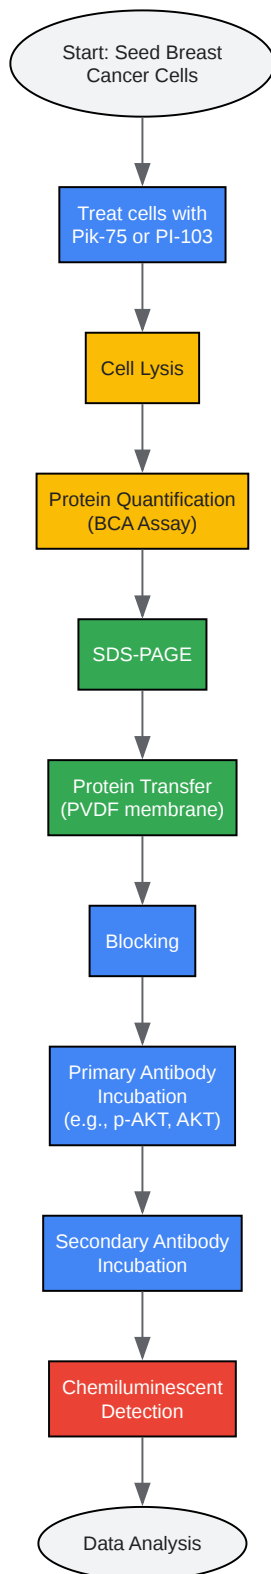 Start: Seed Breast
Cancer Cells
Treat cells with
Pik-75 or PI-103
Cell Lysis
Protein Quantification
(BCA Assay)
SDS-PAGE
Protein Transfer
(PVDF membrane)
Blocking
Primary Antibody
Incubation
(e.g., p-AKT, AKT)
Secondary Antibody
Incubation
Chemiluminescent
Detection
Data Analysis